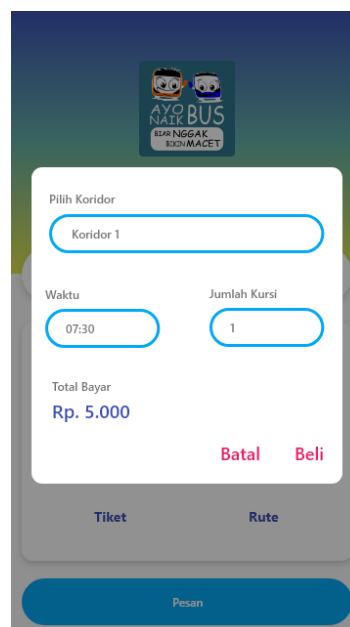 AYO
NAIK BUS
BIAR NGGAK
BIKIN MACET
Pilih Koridor
Koridor 1
Waktu
Jumlah Kursi
07:30
1
Total Bayar
Rp. 5.000
Batal
Beli
Tiket
Rute
Pesan